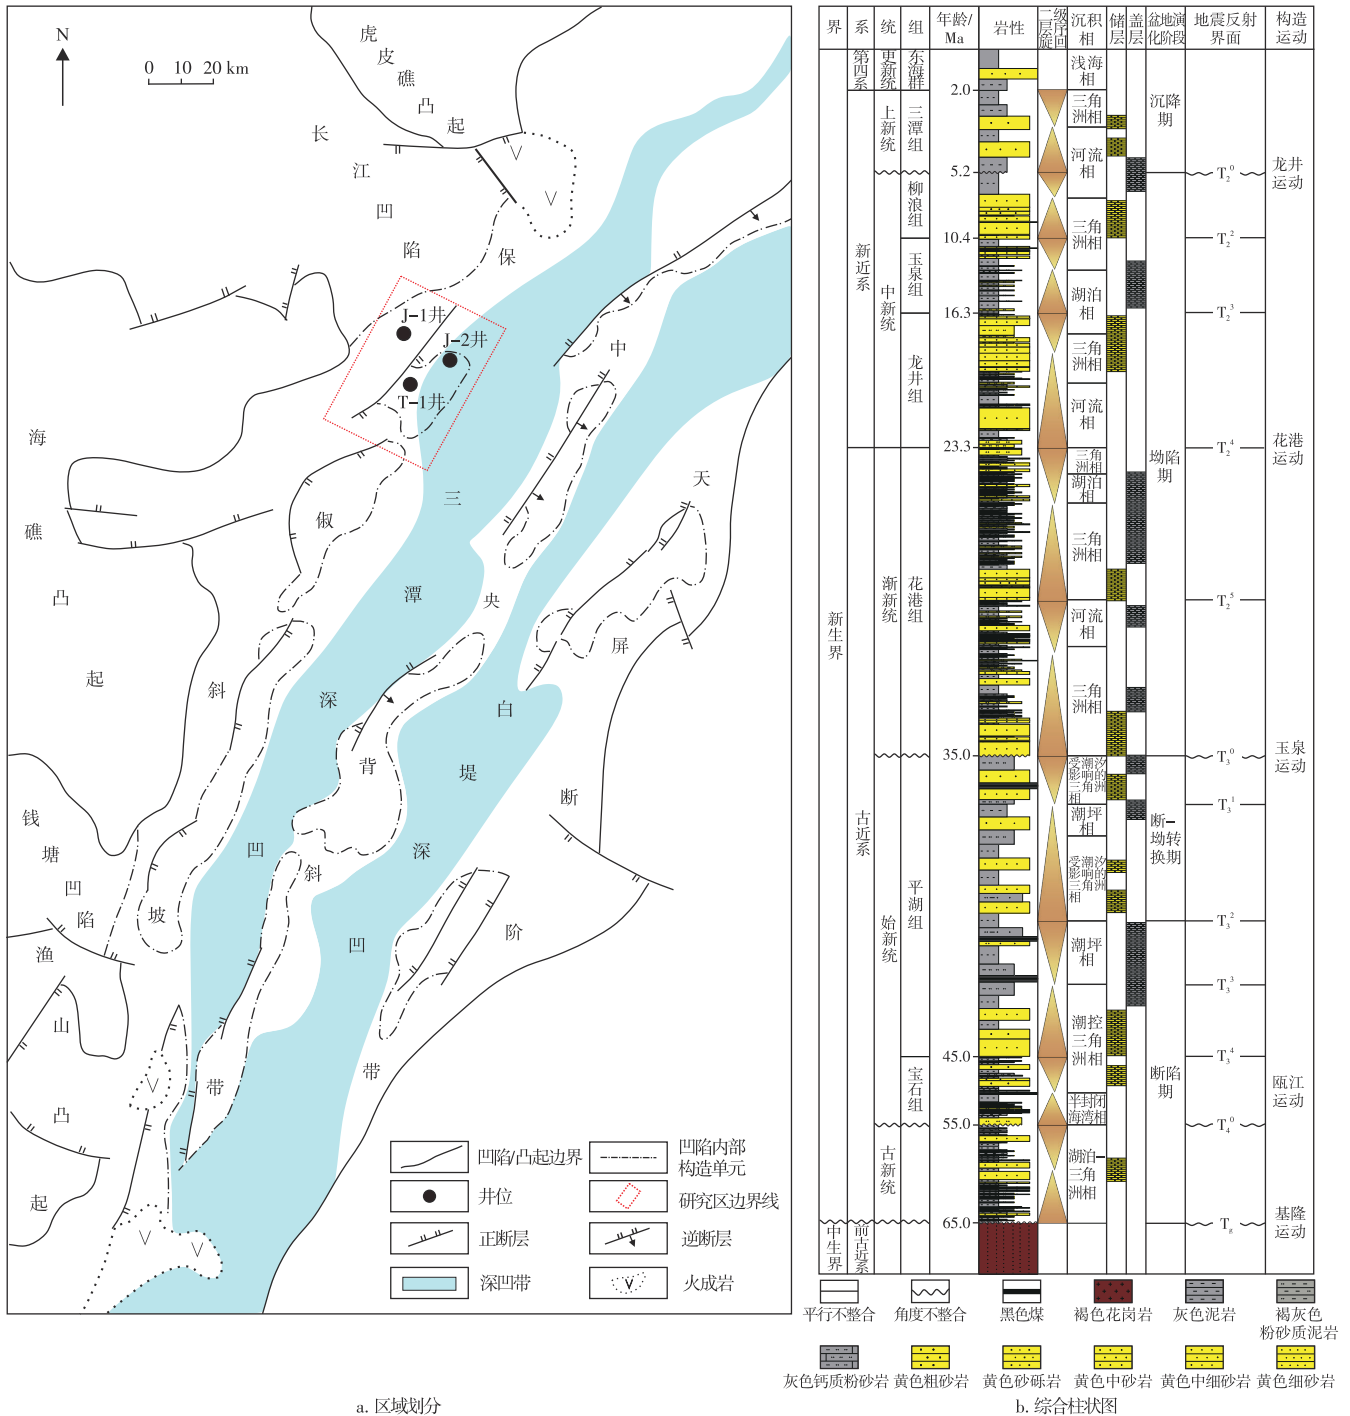 N
0 10 20 km
虎皮礁凸起
长江凹陷
保俶斜坡带
J-1井
J-2井
T-1井
海礁凸起
钱塘凹陷
渔山凸起
三潭深凹
中央背斜带
白堤深凹
天屏断阶带
V
V
V
V
V
凹陷/凸起边界
凹陷内部
构造单元
井位
研究区边界线
正断层
逆断层
深凹带
V
火成岩
a. 区域划分
界
系
统
组
年龄/
Ma
岩性
二级
层序
旋回
沉积
相
储
层
盖
层
盆地演
化阶段
地震反射
界面
构造
运动
新生界
中生界
第四系
新近系
古近系
前古近系
更新统
上新统
中新统
渐新统
始新统
古新统
东海群
三潭组
柳浪组
玉泉组
龙井组
花港组
平湖组
宝石组
2.0
5.2
10.4
16.3
23.3
35.0
45.0
55.0
65.0
浅海
相
三角
洲相
河流
相
三角
洲相
湖泊
相
三角
洲相
河流
相
三角
洲相
湖泊
相
三角
洲相
河流
相
三角
洲相
受潮汐
影响的
三角洲
相
潮坪
相
受潮汐
影响的
三角洲
相
潮坪
相
潮控
三角
洲相
半封闭
海湾相
湖泊-
三角
洲相
沉降
期
坳陷
期
断-
坳转
换期
断陷
期
T₂⁰
T₂²
T₂³
T₂⁴
T₂⁵
T₃⁰
T₃¹
T₃²
T₃³
T₃⁴
T₄⁰
Tg
龙井
运动
花港
运动
玉泉
运动
瓯江
运动
基隆
运动
平行不整合
角度不整合
黑色煤
褐色花岗岩
灰色泥岩
褐灰色
粉砂质泥岩
灰色钙质粉砂岩
黄色粗砂岩
黄色砂砾岩
黄色中砂岩
黄色中细砂岩
黄色细砂岩
b. 综合柱状图